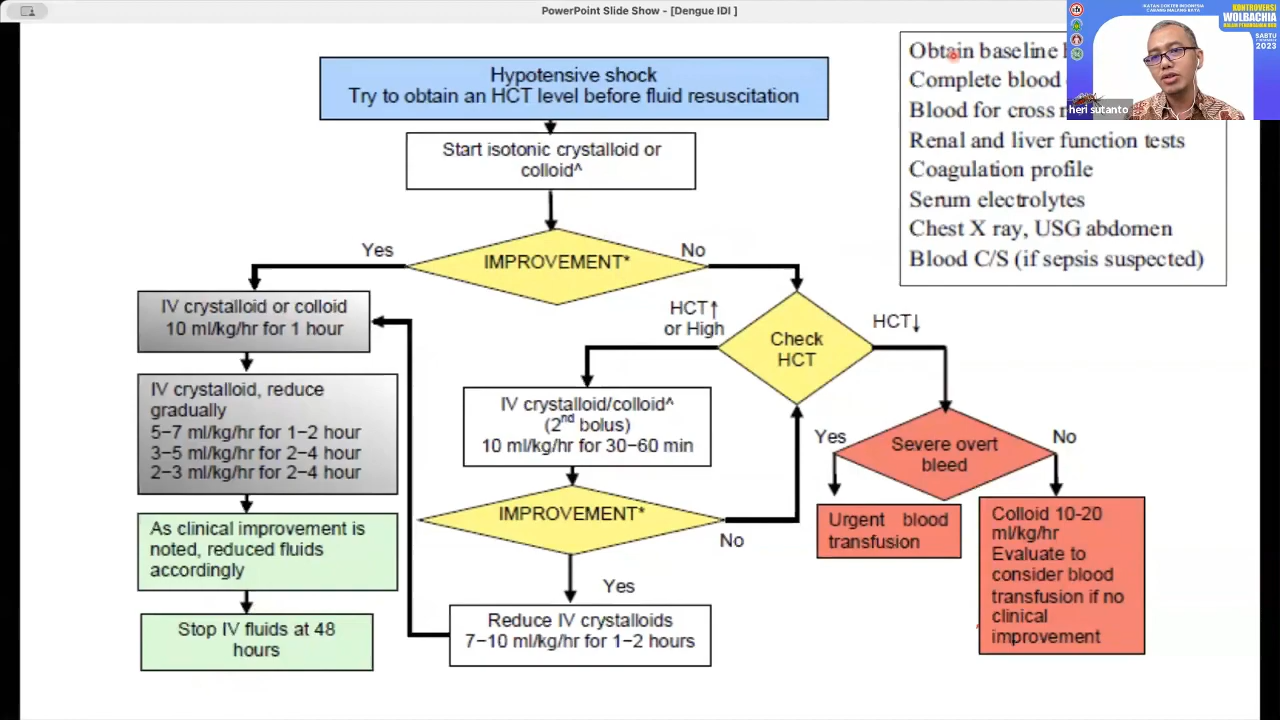 PowerPoint Slide Show - [Dengue IDI ]
IKATAN DOKTER INDONESIA
CABANG MALANG RAYA
KONTROVERSI
WOLBACHIA
SABTU
2023
heri sutanto
Hypotensive shock
Try to obtain an HCT level before fluid resuscitation
Obtain baseline
Complete blood
Blood for cross
Renal and liver function tests
Coagulation profile
Serum electrolytes
Chest X ray, USG abdomen
Blood C/S (if sepsis suspected)
Start isotonic crystalloid or
colloid^
Yes
IMPROVEMENT*
No
IV crystalloid or colloid
10 ml/kg/hr for 1 hour
HCT↑
or High
Check
HCT
HCT↓
IV crystalloid, reduce
gradually
5−7 ml/kg/hr for 1−2 hour
3−5 ml/kg/hr for 2−4 hour
2−3 ml/kg/hr for 2−4 hour
IV crystalloid/colloid^
(2nd bolus)
10 ml/kg/hr for 30−60 min
Yes
Severe overt
bleed
No
As clinical improvement is
noted, reduced fluids
accordingly
IMPROVEMENT*
No
Urgent blood
transfusion
Colloid 10-20
ml/kg/hr
Evaluate to
consider blood
transfusion if no
clinical
improvement
Yes
Stop IV fluids at 48
hours
Reduce IV crystalloids
7−10 ml/kg/hr for 1−2 hours